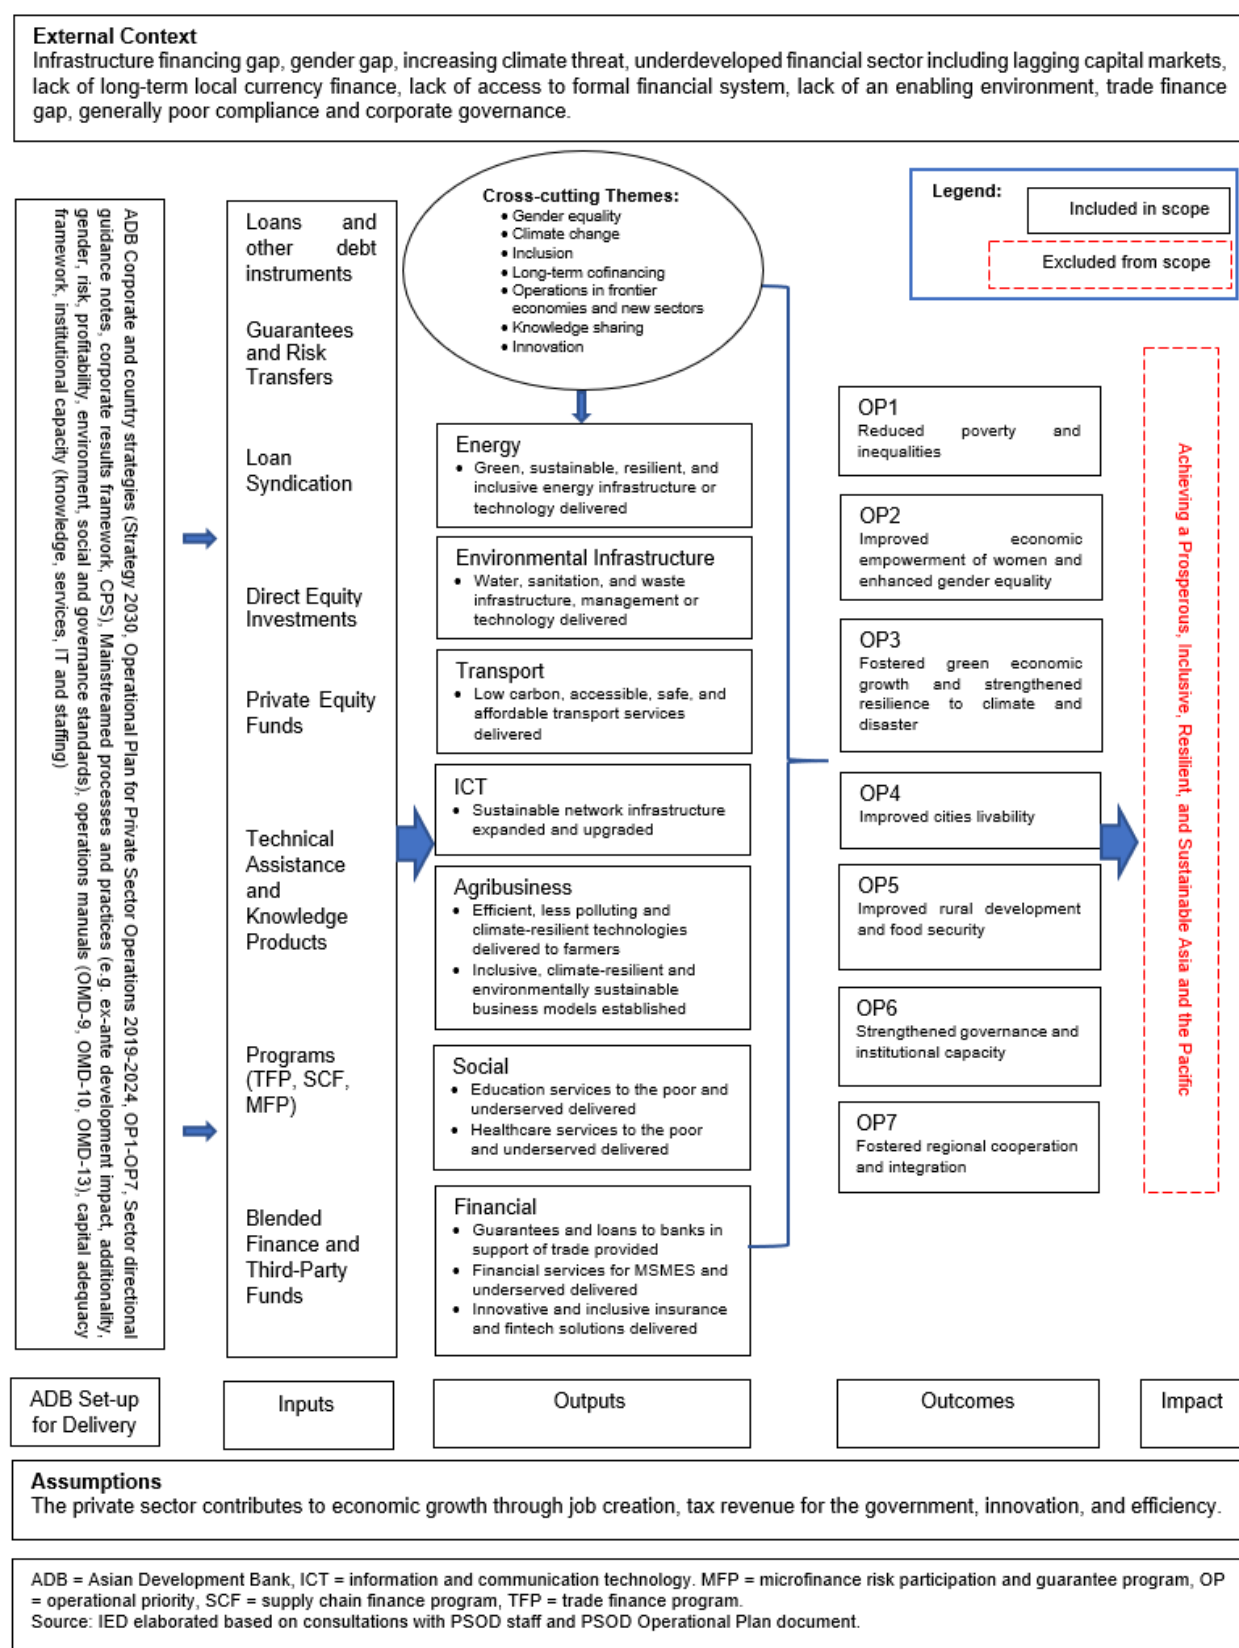 External Context
Infrastructure financing gap, gender gap, increasing climate threat, underdeveloped financial sector including lagging capital markets,
lack of long-term local currency finance, lack of access to formal financial system, lack of an enabling environment, trade finance
gap, generally poor compliance and corporate governance.
ADB Corporate and country strategies (Strategy 2030, Operational Plan for Private Sector Operations 2019-2024, OP1-OP7, Sector directional
guidance notes, corporate results framework, CPS), Mainstreamed processes and practices (e.g. ex-ante development impact, additionality,
gender, risk, profitability, environment, social and governance standards), operations manuals (OMD-9, OMD-10, OMD-13), capital adequacy
framework, institutional capacity (knowledge, services, IT and staffing)
Loans and
other debt
instruments
Guarantees
and Risk
Transfers
Loan
Syndication
Direct Equity
Investments
Private Equity
Funds
Technical
Assistance
and
Knowledge
Products
Programs
(TFP, SCF,
MFP)
Blended
Finance and
Third-Party
Funds
Cross-cutting Themes:
• Gender equality
• Climate change
• Inclusion
• Long-term cofinancing
• Operations in frontier
economies and new sectors
• Knowledge sharing
• Innovation
Energy
• Green, sustainable, resilient, and
inclusive energy infrastructure or
technology delivered
Environmental Infrastructure
• Water, sanitation, and waste
infrastructure, management or
technology delivered
Transport
• Low carbon, accessible, safe, and
affordable transport services
delivered
ICT
• Sustainable network infrastructure
expanded and upgraded
Agribusiness
• Efficient, less polluting and
climate-resilient technologies
delivered to farmers
• Inclusive, climate-resilient and
environmentally sustainable
business models established
Social
• Education services to the poor and
underserved delivered
• Healthcare services to the poor
and underserved delivered
Financial
• Guarantees and loans to banks in
support of trade provided
• Financial services for MSMES and
underserved delivered
• Innovative and inclusive insurance
and fintech solutions delivered
Legend:
Included in scope
Excluded from scope
OP1
Reduced poverty and
inequalities
OP2
Improved economic
empowerment of women and
enhanced gender equality
OP3
Fostered green economic
growth and strengthened
resilience to climate and
disaster
OP4
Improved cities livability
OP5
Improved rural development
and food security
OP6
Strengthened governance and
institutional capacity
OP7
Fostered regional cooperation
and integration
Achieving a Prosperous, Inclusive, Resilient, and Sustainable Asia and the Pacific
ADB Set-up
for Delivery
Inputs
Outputs
Outcomes
Impact
Assumptions
The private sector contributes to economic growth through job creation, tax revenue for the government, innovation, and efficiency.
ADB = Asian Development Bank, ICT = information and communication technology. MFP = microfinance risk participation and guarantee program, OP
= operational priority, SCF = supply chain finance program, TFP = trade finance program.
Source: IED elaborated based on consultations with PSOD staff and PSOD Operational Plan document.